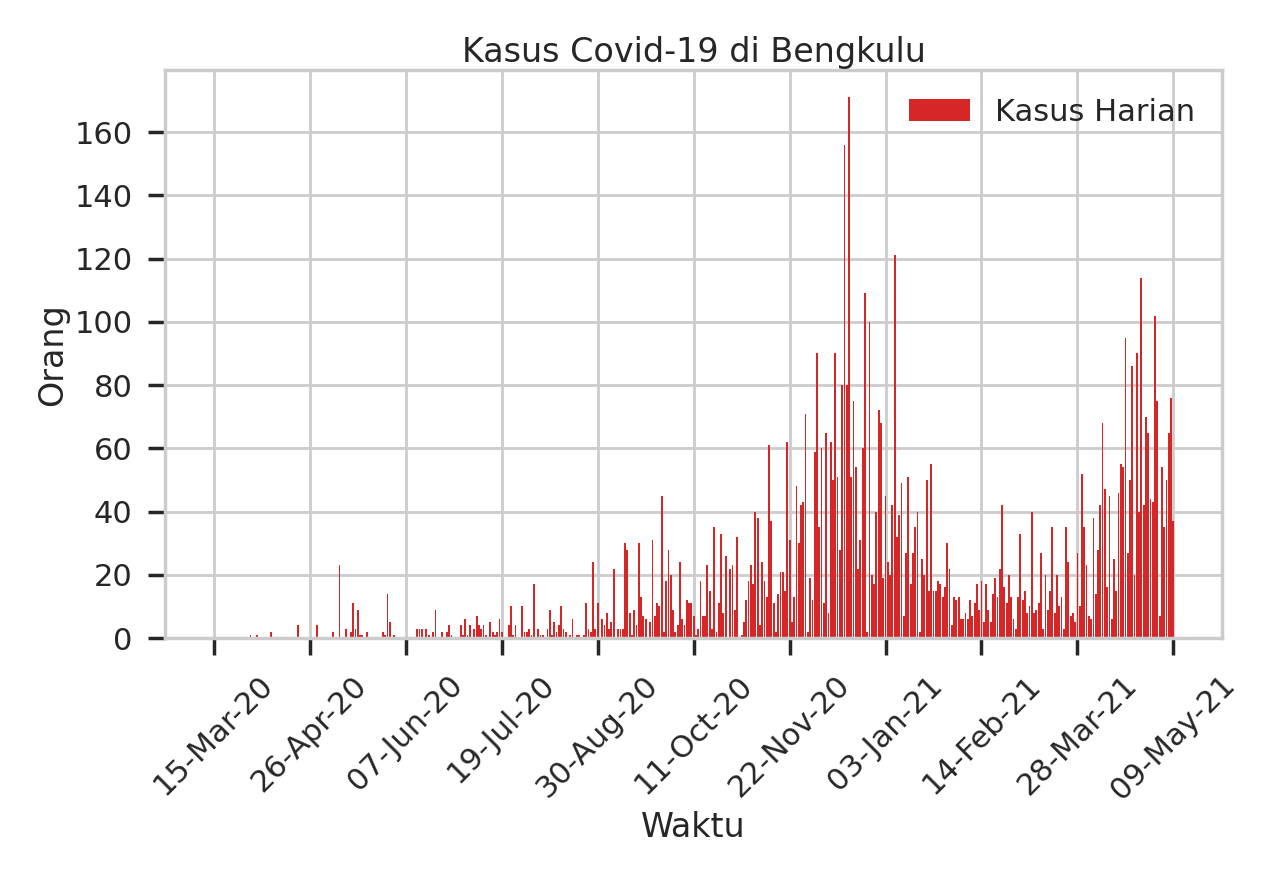 Kasus Covid-19 di Bengkulu
Kasus Harian
Orang
160
140
120
100
80
60
40
20
0
15-Mar-20
26-Apr-20
07-Jun-20
19-Jul-20
30-Aug-20
11-Oct-20
22-Nov-20
03-Jan-21
14-Feb-21
28-Mar-21
09-May-21
Waktu